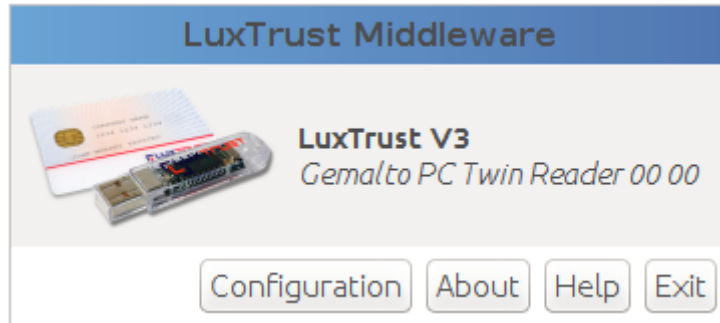 LuxTrust Middleware
LuxTrust V3
Gemalto PC Twin Reader 00 00
Configuration About Help Exit